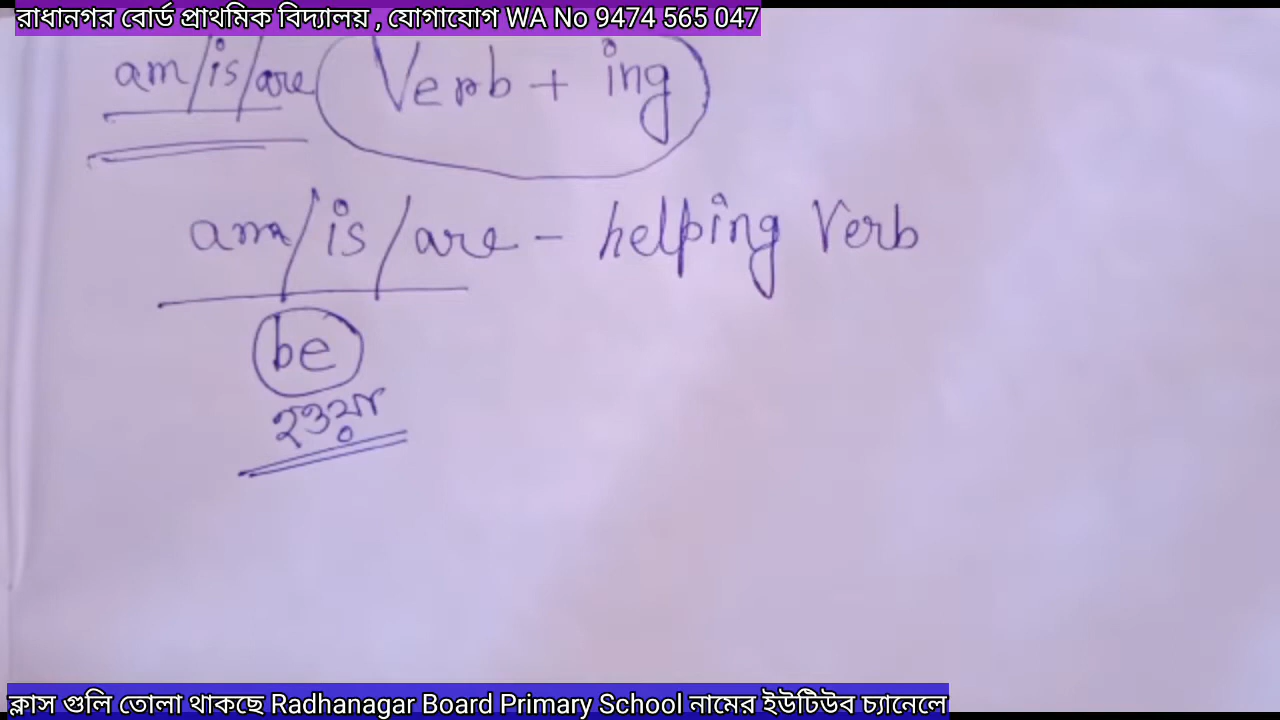 রাধানগর বোর্ড প্রাথমিক বিদ্যালয় , যোগাযোগ WA No 9474 565 047
am/is/are Verb + ing
am/is/are - helping Verb
be
হওয়া
ক্লাস গুলি তোলা থাকছে Radhanagar Board Primary School নামের ইউটিউব চ্যানেলে